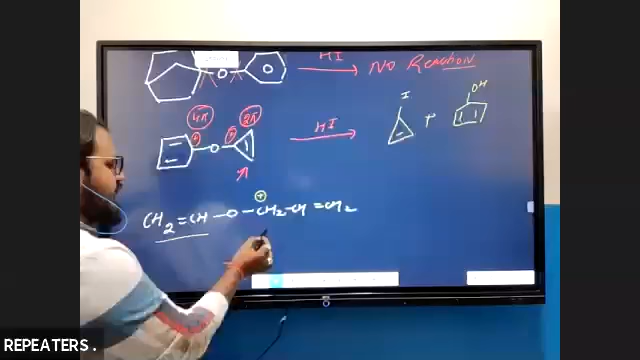 HI
NO Reaction
O
4π
2π
I
OH
⊕ O ⊕
HI
+
⊕
CH₂=CH-O-CH₂-CH=CH₂
REPEATERS.